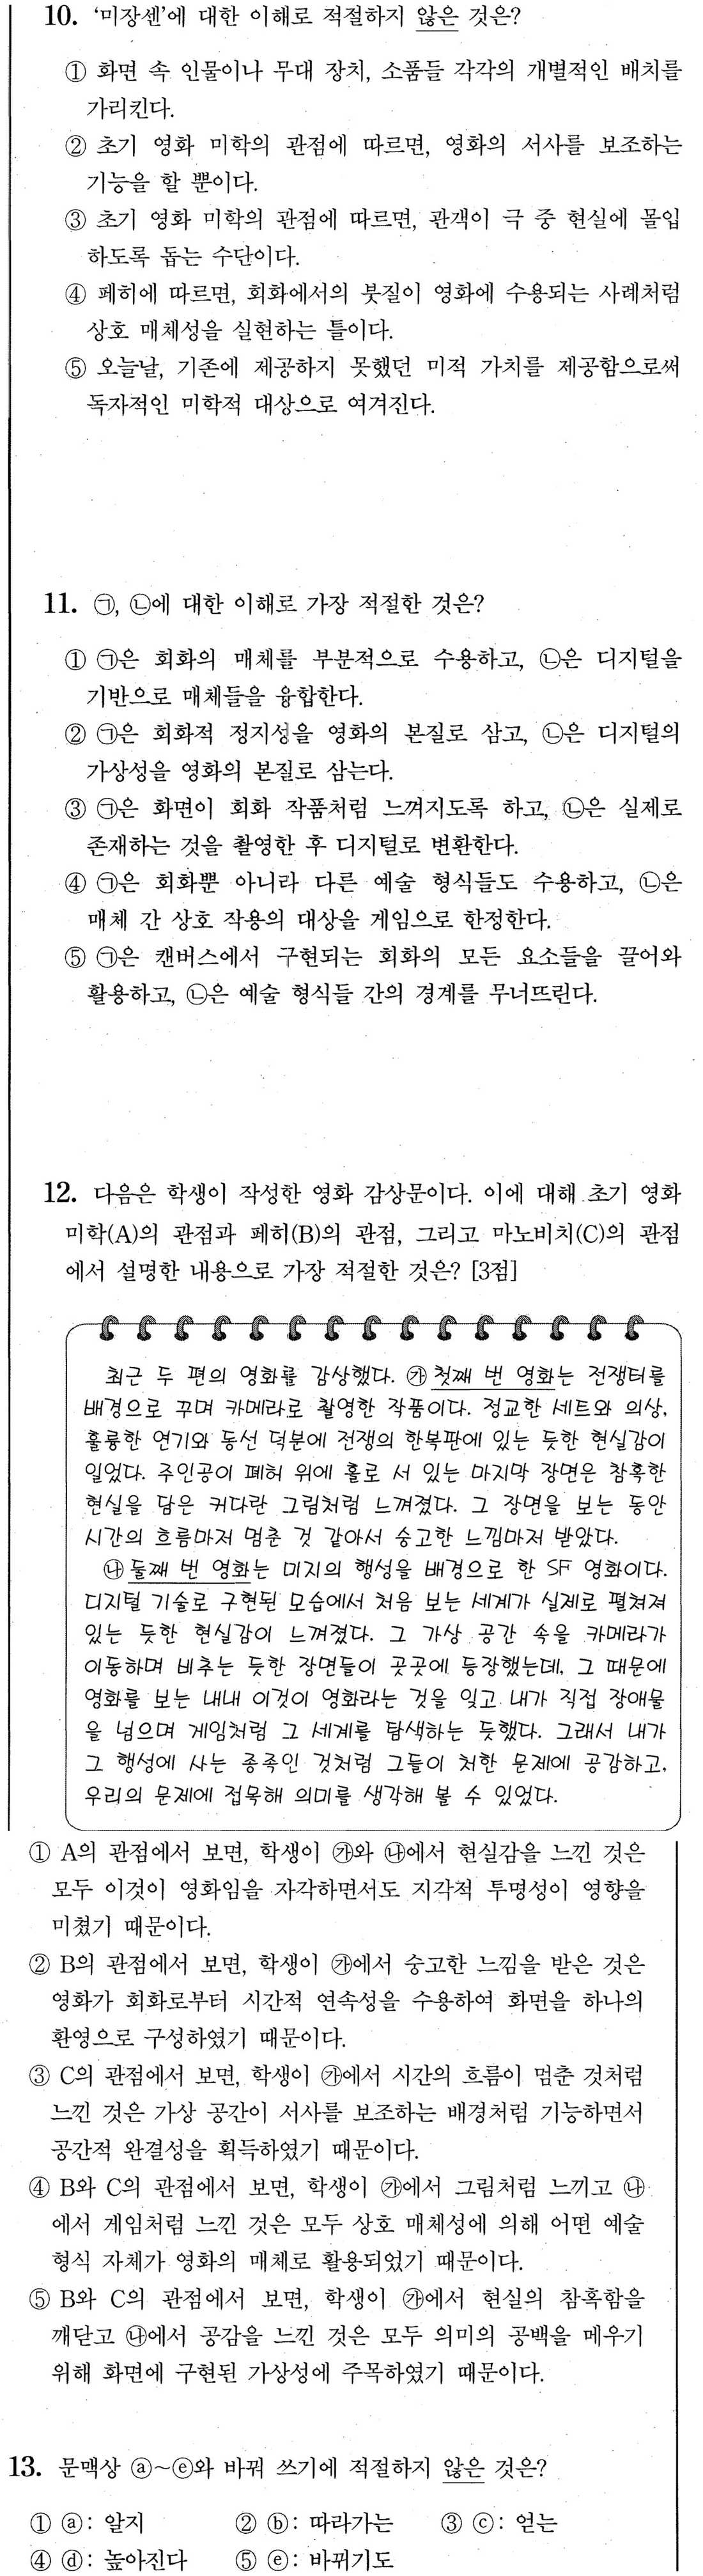 10. ‘미장센’에 대한 이해로 적절하지 않은 것은?
① 화면 속 인물이나 무대 장치, 소품들 각각의 개별적인 배치를
가리킨다.
② 초기 영화 미학의 관점에 따르면, 영화의 서사를 보조하는
기능을 할 뿐이다.
③ 초기 영화 미학의 관점에 따르면, 관객이 극 중 현실에 몰입
하도록 돕는 수단이다.
④ 페히에 따르면, 회화에서의 붓질이 영화에 수용되는 사례처럼
상호 매체성을 실현하는 틀이다.
⑤ 오늘날, 기존에 제공하지 못했던 미적 가치를 제공함으로써
독자적인 미학적 대상으로 여겨진다.
11. ㉠, ㉡에 대한 이해로 가장 적절한 것은?
① ㉠은 회화의 매체를 부분적으로 수용하고, ㉡은 디지털을
기반으로 매체들을 융합한다.
② ㉠은 회화적 정지성을 영화의 본질로 삼고, ㉡은 디지털의
가상성을 영화의 본질로 삼는다.
③ ㉠은 화면이 회화 작품처럼 느껴지도록 하고, ㉡은 실제로
존재하는 것을 촬영한 후 디지털로 변환한다.
④ ㉠은 회화뿐 아니라 다른 예술 형식들도 수용하고, ㉡은
매체 간 상호 작용의 대상을 게임으로 한정한다.
⑤ ㉠은 캔버스에서 구현되는 회화의 모든 요소들을 끌어와
활용하고, ㉡은 예술 형식들 간의 경계를 무너뜨린다.
12. 다음은 학생이 작성한 영화 감상문이다. 이에 대해 초기 영화
미학(A)의 관점과 페히(B)의 관점, 그리고 마노비치(C)의 관점
에서 설명한 내용으로 가장 적절한 것은? [3점]
최근 두 편의 영화를 감상했다. ㉮ 첫째 번 영화는 전쟁터를
배경으로 꾸며 카메라로 촬영한 작품이다. 정교한 세트와 의상,
훌륭한 연기와 동선 덕분에 전쟁의 한복판에 있는 듯한 현실감이
일었다. 주인공이 폐허 위에 홀로 서 있는 마지막 장면은 참혹한
현실을 담은 커다란 그림처럼 느껴졌다. 그 장면을 보는 동안
시간의 흐름마저 멈춘 것 같아서 숭고한 느낌마저 받았다.
㉯ 둘째 번 영화는 미지의 행성을 배경으로 한 SF 영화이다.
디지털 기술로 구현된 모습에서 처음 보는 세계가 실제로 펼쳐져
있는 듯한 현실감이 느껴졌다. 그 가상 공간 속을 카메라가
이동하며 비추는 듯한 장면들이 곳곳에 등장했는데, 그 때문에
영화를 보는 내내 이것이 영화라는 것을 잊고 내가 직접 장애물
을 넘으며 게임처럼 그 세계를 탐색하는 듯했다. 그래서 내가
그 행성에 사는 종족인 것처럼 그들이 처한 문제에 공감하고,
우리의 문제에 접목해 의미를 생각해 볼 수 있었다.
① A의 관점에서 보면, 학생이 ㉮와 ㉯에서 현실감을 느낀 것은
모두 이것이 영화임을 자각하면서도 지각적 투명성이 영향을
미쳤기 때문이다.
② B의 관점에서 보면, 학생이 ㉮에서 숭고한 느낌을 받은 것은
영화가 회화로부터 시간적 연속성을 수용하여 화면을 하나의
환영으로 구성하였기 때문이다.
③ C의 관점에서 보면, 학생이 ㉮에서 시간의 흐름이 멈춘 것처럼
느낀 것은 가상 공간이 서사를 보조하는 배경처럼 기능하면서
공간적 완결성을 획득하였기 때문이다.
④ B와 C의 관점에서 보면, 학생이 ㉮에서 그림처럼 느끼고 ㉯
에서 게임처럼 느낀 것은 모두 상호 매체성에 의해 어떤 예술
형식 자체가 영화의 매체로 활용되었기 때문이다.
⑤ B와 C의 관점에서 보면, 학생이 ㉮에서 현실의 참혹함을
깨닫고 ㉯에서 공감을 느낀 것은 모두 의미의 공백을 메우기
위해 화면에 구현된 가상성에 주목하였기 때문이다.
13. 문맥상 ⓐ~ⓔ와 바꿔 쓰기에 적절하지 않은 것은?
① ⓐ: 알지 ② ⓑ: 따라가는 ③ ⓒ: 얻는
④ ⓓ: 높아진다 ⑤ ⓔ: 바뀌기도